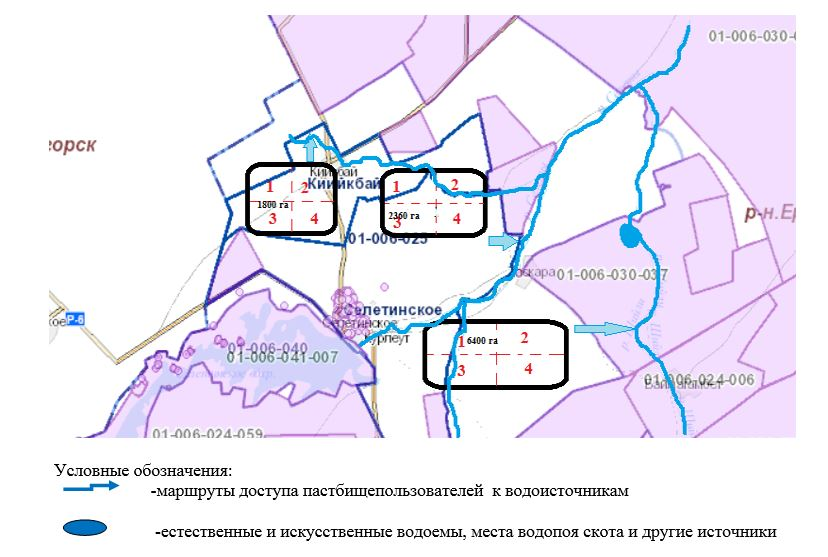 01-006-030-0
горск
Кийкбай
Киийкбай
1 2
1800 га
3 4
1 2
2360 га
3 4
р-н.Ер
01-006-025
01-006-030-037
Р-6
Селетинское
Селетинское
01-006-040
01-006-041-007
1 6400 га 2
3 4
01-006-024-006
01-006-024-059
Условные обозначения:
-маршруты доступа пастбищепользователей к водоисточникам
-естественные и искусственные водоемы, места водопоя скота и другие источники